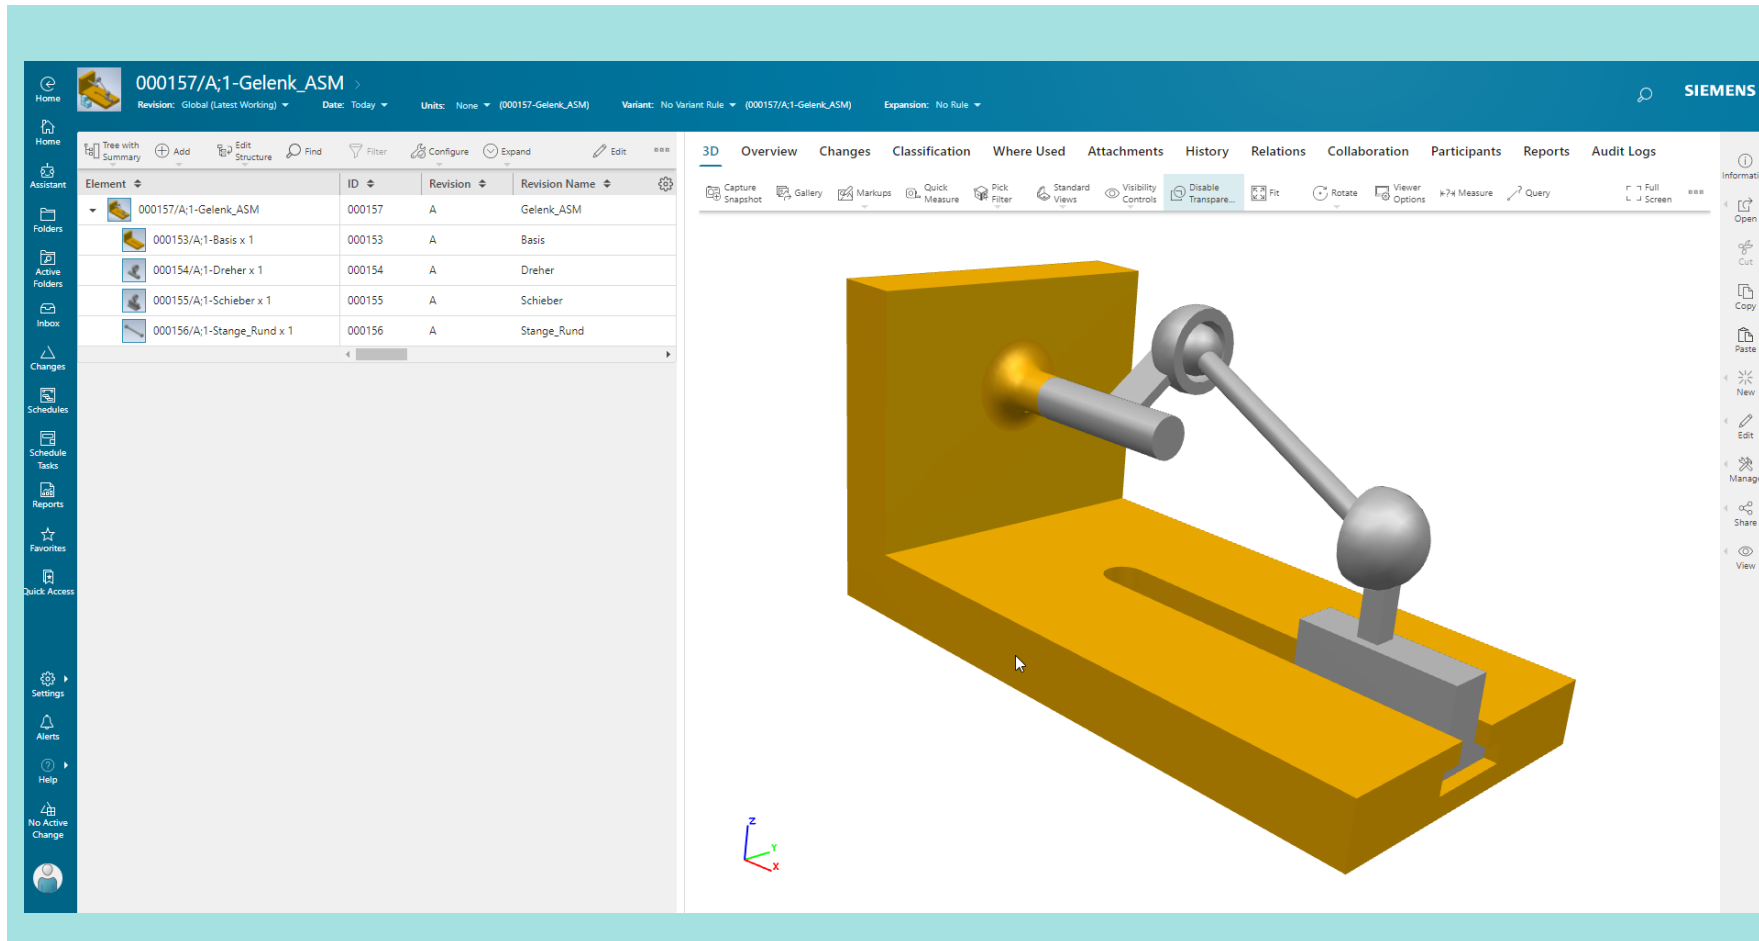 000157/A;1-Gelenk_ASM
Revision: Global (Latest Working) Date: Today Units: None (000157-Gelenk_ASM) Variant: No Variant Rule (000157/A;1-Gelenk_ASM) Expansion: No Rule
SIEMENS
Home
Home
Assistant
Folders
Active
Folders
Inbox
Changes
Schedules
Schedule
Tasks
Reports
Favorites
Quick Access
Settings
Alerts
Help
No Active
Change
Tree with
Summary
Add
Edit
Structure
Find
Filter
Configure
Expand
Edit
Element ID Revision Revision Name
000157/A;1-Gelenk_ASM 000157 A Gelenk_ASM
000153/A;1-Basis x 1 000153 A Basis
000154/A;1-Dreher x 1 000154 A Dreher
000155/A;1-Schieber x 1 000155 A Schieber
000156/A;1-Stange_Rund x 1 000156 A Stange_Rund
3D Overview Changes Classification Where Used Attachments History Relations Collaboration Participants Reports Audit Logs
Capture
Snapshot
Gallery
Markups
Quick
Measure
Pick
Filter
Standard
Views
Visibility
Controls
Disable
Transpare...
Fit
Rotate
Viewer
Options
Measure
Query
Full
Screen
Z
Y
X
Informati
Open
Cut
Copy
Paste
New
Edit
Manag
Share
View